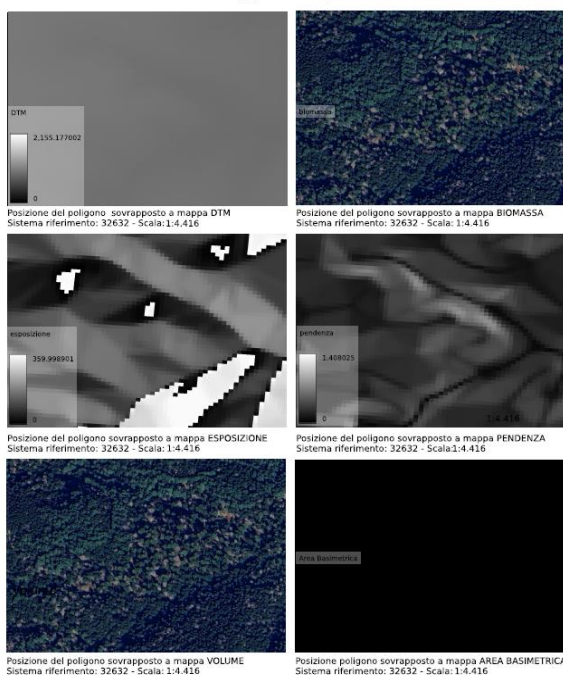 DTM
2,155.177002
0
biomassa
Posizione del poligono sovrapposto a mappa DTM
Sistema riferimento: 32632 - Scala:1:4.416
Posizione del poligono sovrapposto a mappa BIOMASSA
Sistema riferimento: 32632 - Scala: 1:4.416
esposizione
359.998901
0
pendenza
1.408025
0
1:4.416
Posizione del poligono sovrapposto a mappa ESPOSIZIONE
Sistema riferimento: 32632 - Scala: 1:4.416
Posizione del poligono sovrapposto a mappa PENDENZA
Sistema riferimento: 32632 - Scala:1:4.416
Area Basimetrica
Posizione del poligono sovrapposto a mappa VOLUME
Sistema riferimento: 32632 - Scala: 1:4.416
Posizione poligono sovrapposto a mappa AREA BASIMETRICA
Sistema riferimento: 32632 - Scala: 1:4.416